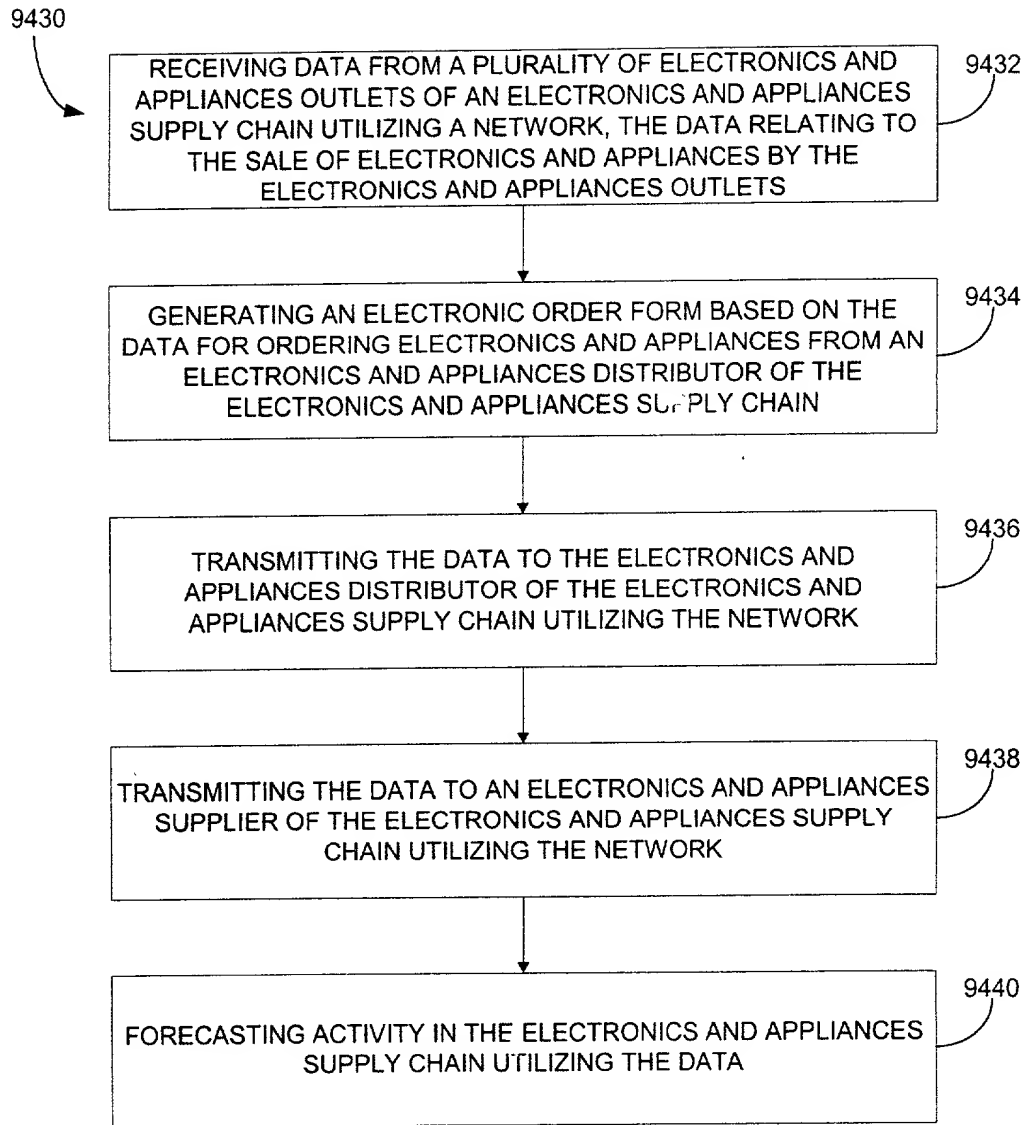 9430
RECEIVING DATA FROM A PLURALITY OF ELECTRONICS AND
APPLIANCES OUTLETS OF AN ELECTRONICS AND APPLIANCES
SUPPLY CHAIN UTILIZING A NETWORK, THE DATA RELATING TO
THE SALE OF ELECTRONICS AND APPLIANCES BY THE
ELECTRONICS AND APPLIANCES OUTLETS
9432
GENERATING AN ELECTRONIC ORDER FORM BASED ON THE
DATA FOR ORDERING ELECTRONICS AND APPLIANCES FROM AN
ELECTRONICS AND APPLIANCES DISTRIBUTOR OF THE
ELECTRONICS AND APPLIANCES SUPPLY CHAIN
9434
TRANSMITTING THE DATA TO THE ELECTRONICS AND
APPLIANCES DISTRIBUTOR OF THE ELECTRONICS AND
APPLIANCES SUPPLY CHAIN UTILIZING THE NETWORK
9436
TRANSMITTING THE DATA TO AN ELECTRONICS AND APPLIANCES
SUPPLIER OF THE ELECTRONICS AND APPLIANCES SUPPLY
CHAIN UTILIZING THE NETWORK
9438
FORECASTING ACTIVITY IN THE ELECTRONICS AND APPLIANCES
SUPPLY CHAIN UTILIZING THE DATA
9440